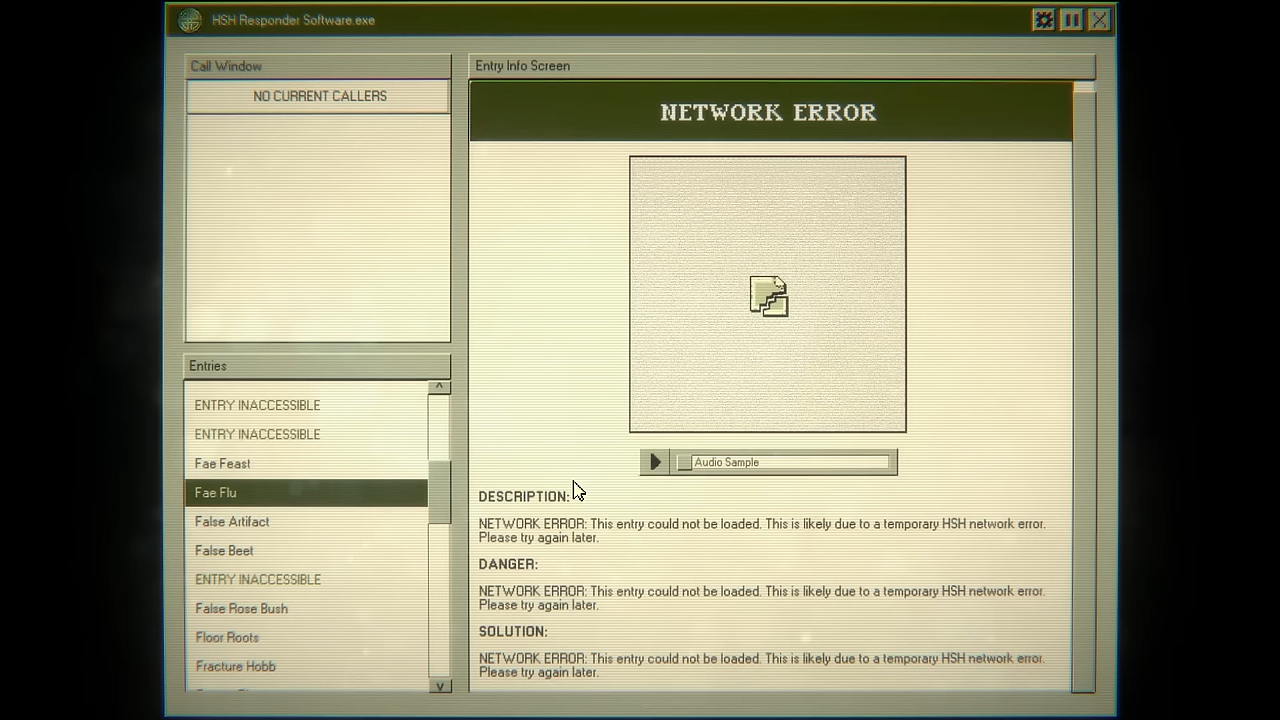 HSH Responder Software.exe
Call Window
NO CURRENT CALLERS
Entries
ENTRY INACCESSIBLE
ENTRY INACCESSIBLE
Fae Feast
Fae Flu
False Artifact
False Beet
ENTRY INACCESSIBLE
False Rose Bush
Floor Roots
Fracture Hobb
Entry Info Screen
NETWORK ERROR
Audio Sample
DESCRIPTION:
NETWORK ERROR: This entry could not be loaded. This is likely due to a temporary HSH network error.
Please try again later.
DANGER:
NETWORK ERROR: This entry could not be loaded. This is likely due to a temporary HSH network error.
Please try again later.
SOLUTION:
NETWORK ERROR: This entry could not be loaded. This is likely due to a temporary HSH network error.
Please try again later.